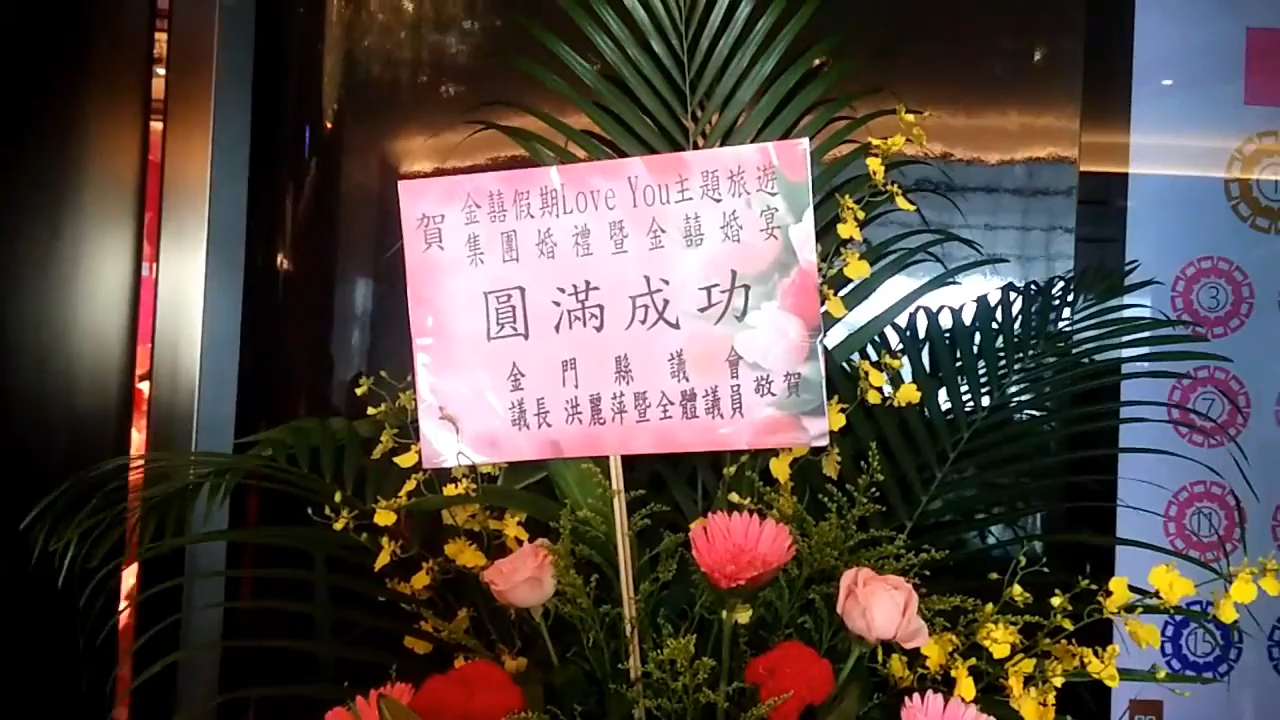 賀
金囍假期Love You主題旅遊
集團婚禮暨金囍婚宴
圓滿成功
金門縣議會
議長 洪麗萍暨全體議員 敬賀
3
7
11
15